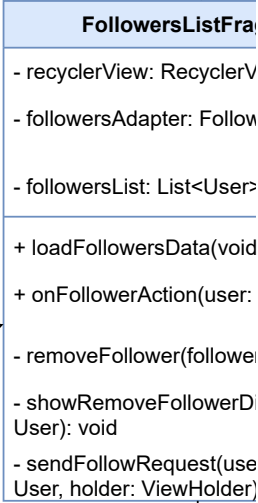 FollowersListFrag
- recyclerView: RecyclerV
- followersAdapter: Follow
- followersList: List<User>
+ loadFollowersData(void
+ onFollowerAction(user:
- removeFollower(follower
- showRemoveFollowerDi
User): void
- sendFollowRequest(use
User, holder: ViewHolder)